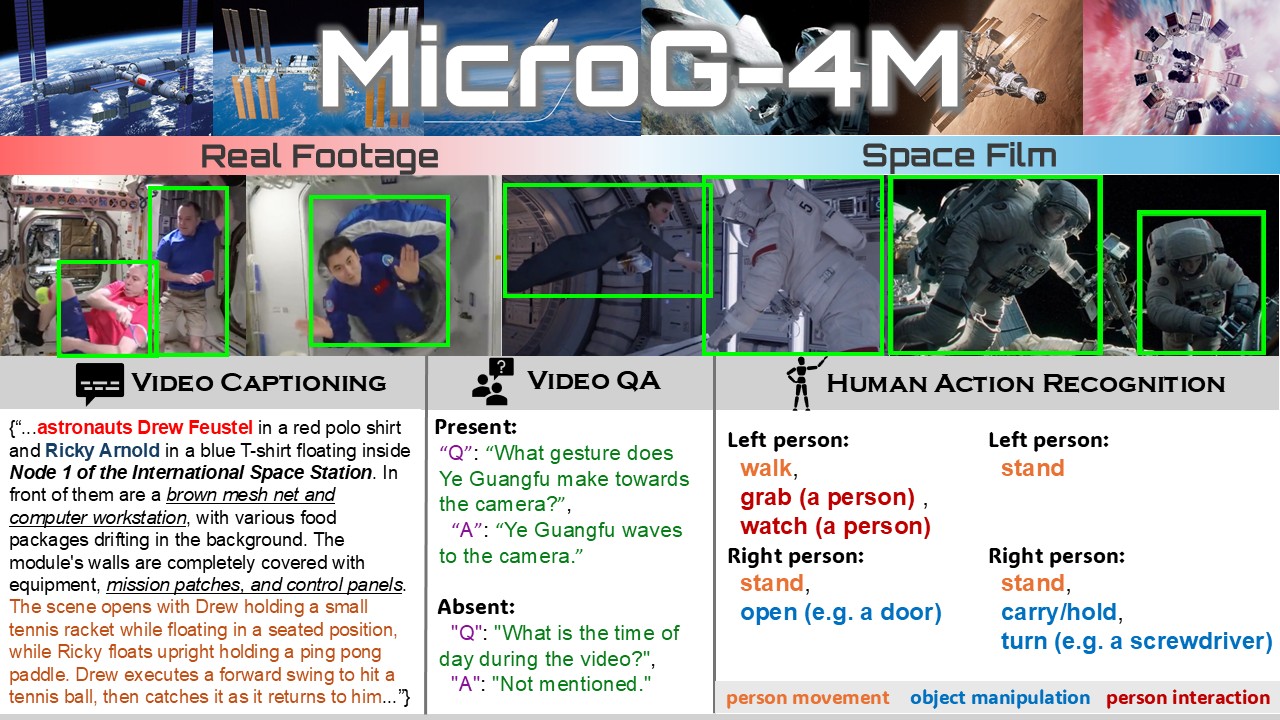 MicroG-4M
Real Footage
Space Film
5
VIDEO CAPTIONING
{“...astronauts Drew Feustel in a red polo shirt
and Ricky Arnold in a blue T-shirt floating inside
Node 1 of the International Space Station. In
front of them are a brown mesh net and
computer workstation, with various food
packages drifting in the background. The
module's walls are completely covered with
equipment, mission patches, and control panels.
The scene opens with Drew holding a small
tennis racket while floating in a seated position,
while Ricky floats upright holding a ping pong
paddle. Drew executes a forward swing to hit a
tennis ball, then catches it as it returns to him...”}
?
VIDEO QA
Present:
“Q”: “What gesture does
Ye Guangfu make towards
the camera?”,
“A”: “Ye Guangfu waves
to the camera.”
Absent:
"Q": "What is the time of
day during the video?",
"A": "Not mentioned."
HUMAN ACTION RECOGNITION
Left person:
walk,
grab (a person) ,
watch (a person)
Right person:
stand,
open (e.g. a door)
Left person:
stand
Right person:
stand,
carry/hold,
turn (e.g. a screwdriver)
person movement object manipulation person interaction